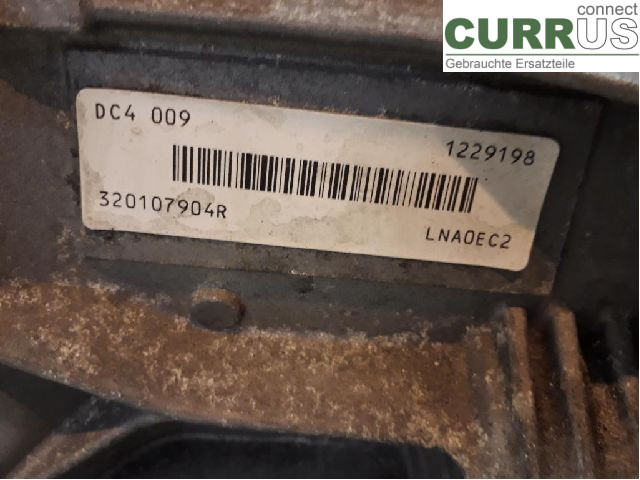 connect
CURRUS
Gebrauchte Ersatzteile
DC4 009
1229198
320107904R
LNA0EC2